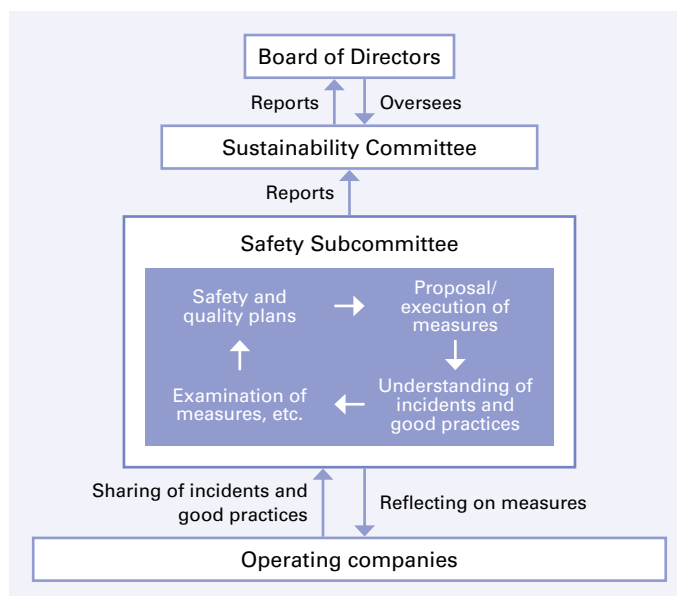 Board of Directors
Reports
Oversees
Sustainability Committee
Reports
Safety Subcommittee
Safety and
quality plans
Proposal/
execution of
measures
Examination of
measures, etc.
Understanding of
incidents and
good practices
Sharing of incidents and
good practices
Reflecting on measures
Operating companies